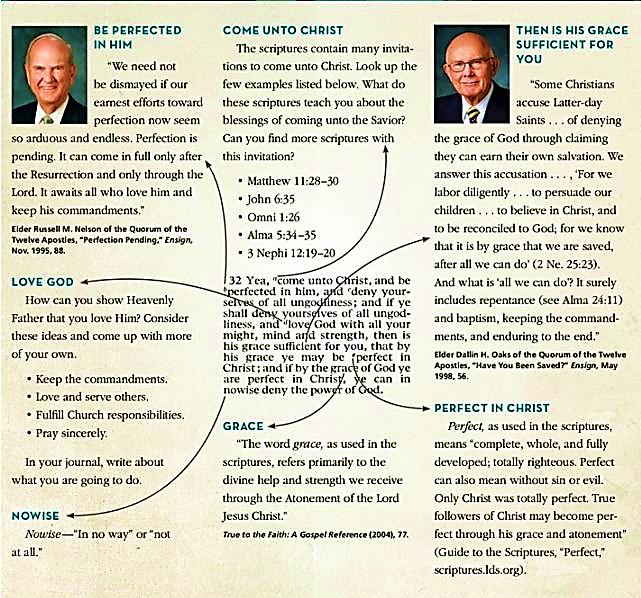 BE PERFECTED
IN HIM
"We need not
be dismayed if our
earnest efforts toward
perfection now seem
so arduous and endless. Perfection is
pending. It can come in full only after
the Resurrection and only through the
Lord. It awaits all who love him and
keep his commandments."
Elder Russell M. Nelson of the Quorum of the
Twelve Apostles, "Perfection Pending," Ensign,
Nov. 1995, 88.
LOVE GOD
How can you show Heavenly
Father that you love Him? Consider
these ideas and come up with more
of your own.
• Keep the commandments.
• Love and serve others.
• Fulfill Church responsibilities.
• Pray sincerely.
In your journal, write about
what you are going to do.
NOWISE
Nowise—"In no way" or "not
at all."
COME UNTO CHRIST
The scriptures contain many invita-
tions to come unto Christ. Look up the
few examples listed below. What do
these scriptures teach you about the
blessings of coming unto the Savior?
Can you find more scriptures with
this invitation?
• Matthew 11:28–30
• John 6:35
• Omni 1:26
• Alma 5:34–35
• 3 Nephi 12:19–20
32 Yea, come unto Christ, and be
perfected in him, and deny your-
selves of all ungodliness; and if ye
shall deny yourselves of all ungod-
liness, and love God with all your
might, mind and strength, then is
his grace sufficient for you, that by
his grace ye may be perfect in
Christ; and if by the grace of God ye
are perfect in Christ, ye can in
nowise deny the power of God.
GRACE
"The word grace, as used in the
scriptures, refers primarily to the
divine help and strength we receive
through the Atonement of the Lord
Jesus Christ."
True to the Faith: A Gospel Reference (2004), 77.
THEN IS HIS GRACE
SUFFICIENT FOR
YOU
"Some Christians
accuse Latter-day
Saints . . . of denying
the grace of God through claiming
they can earn their own salvation. We
answer this accusation . . . , 'For we
labor diligently . . . to persuade our
children . . . to believe in Christ, and
to be reconciled to God; for we know
that it is by grace that we are saved,
after all we can do' (2 Ne. 25:23).
And what is 'all we can do'? It surely
includes repentance (see Alma 24:11)
and baptism, keeping the command-
ments, and enduring to the end."
Elder Dallin H. Oaks of the Quorum of the Twelve
Apostles, "Have You Been Saved?" Ensign, May
1998, 56.
PERFECT IN CHRIST
Perfect, as used in the scriptures,
means "complete, whole, and fully
developed; totally righteous. Perfect
can also mean without sin or evil.
Only Christ was totally perfect. True
followers of Christ may become per-
fect through his grace and atonement"
(Guide to the Scriptures, "Perfect,"
scriptures.lds.org).